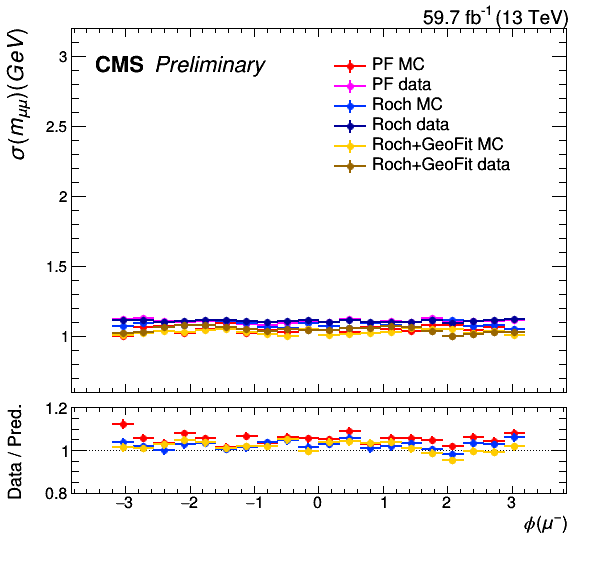 59.7 fb⁻¹ (13 TeV)
CMS Preliminary
PF MC
PF data
Roch MC
Roch data
Roch+GeoFit MC
Roch+GeoFit data
σ(m_μμ)(GeV)
3
2.5
2
1.5
1
Data / Pred.
1.2
1
0.8
−3 −2 −1 0 1 2 3
ϕ(μ⁻)